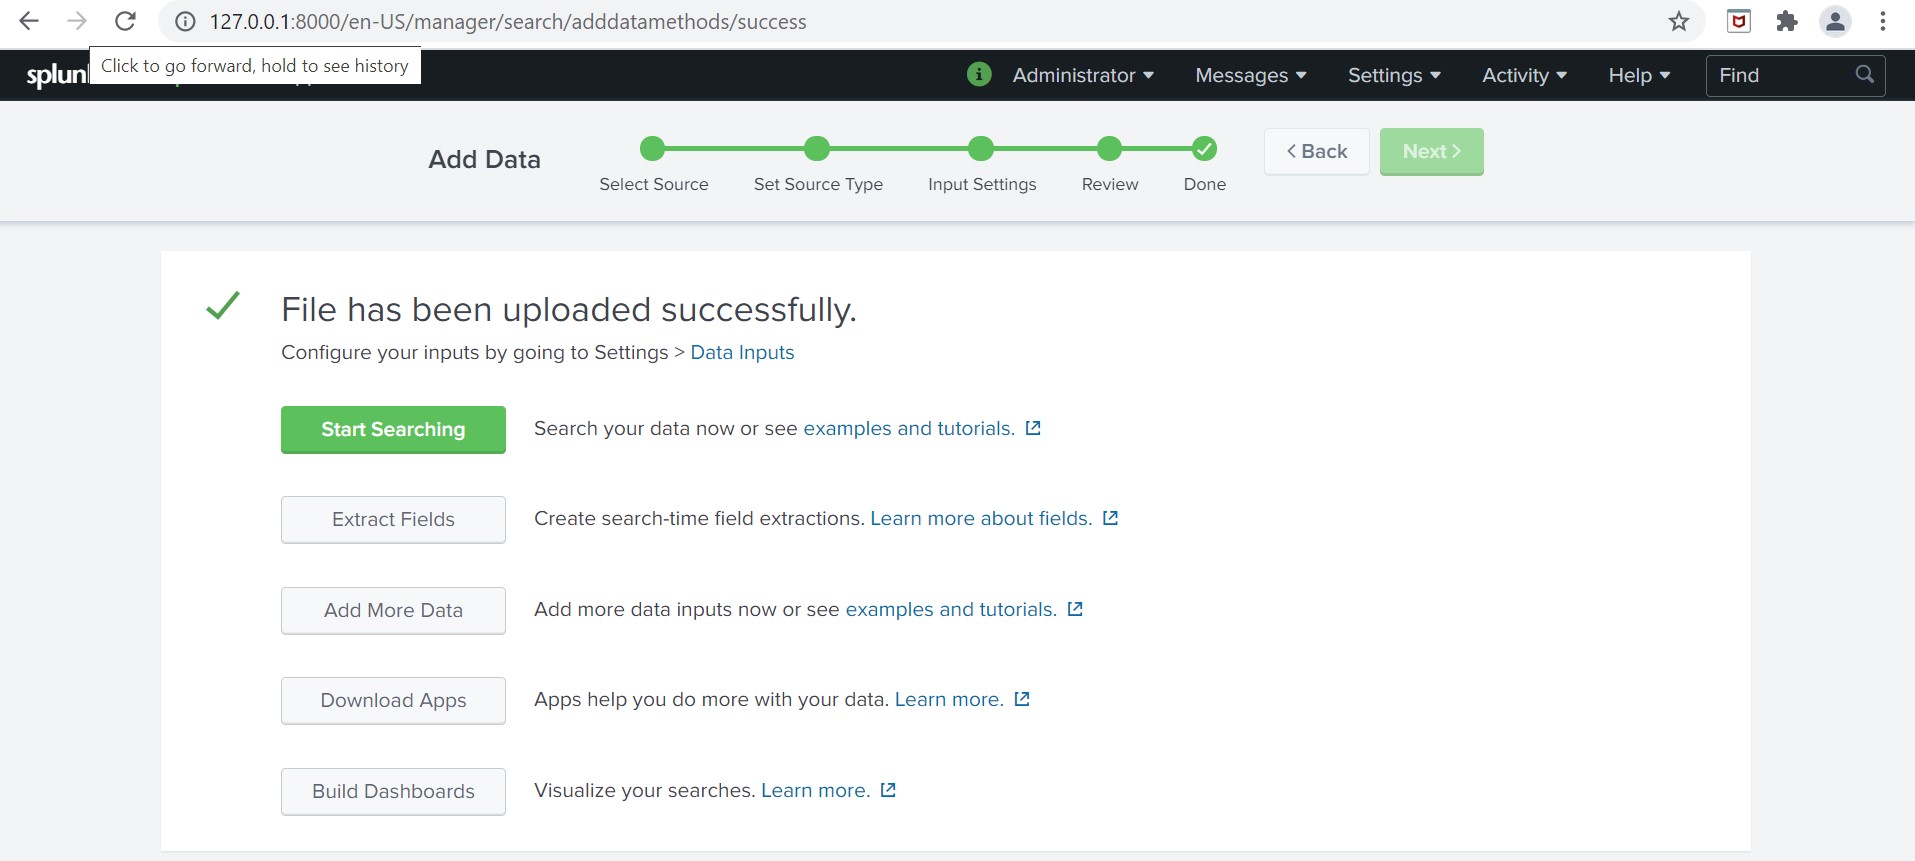 127.0.0.1:8000/en-US/manager/search/adddatamethods/success
Click to go forward, hold to see history
splun
Administrator
Messages
Settings
Activity
Help
Find
Add Data
Select Source
Set Source Type
Input Settings
Review
Done
Back
Next
File has been uploaded successfully.
Configure your inputs by going to Settings > Data Inputs
Start Searching
Search your data now or see examples and tutorials.
Extract Fields
Create search-time field extractions. Learn more about fields.
Add More Data
Add more data inputs now or see examples and tutorials.
Download Apps
Apps help you do more with your data. Learn more.
Build Dashboards
Visualize your searches. Learn more.